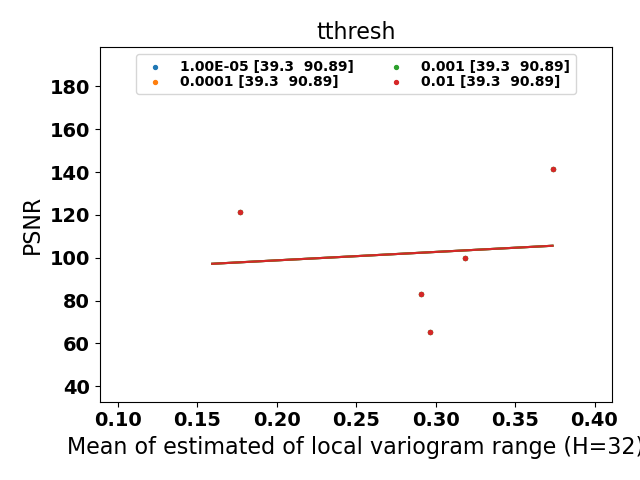 tthresh
1.00E-05 [39.3  90.89]
0.0001 [39.3  90.89]
0.001 [39.3  90.89]
0.01 [39.3  90.89]
PSNR
180
160
140
120
100
80
60
40
0.10 0.15 0.20 0.25 0.30 0.35 0.40
Mean of estimated of local variogram range (H=32)